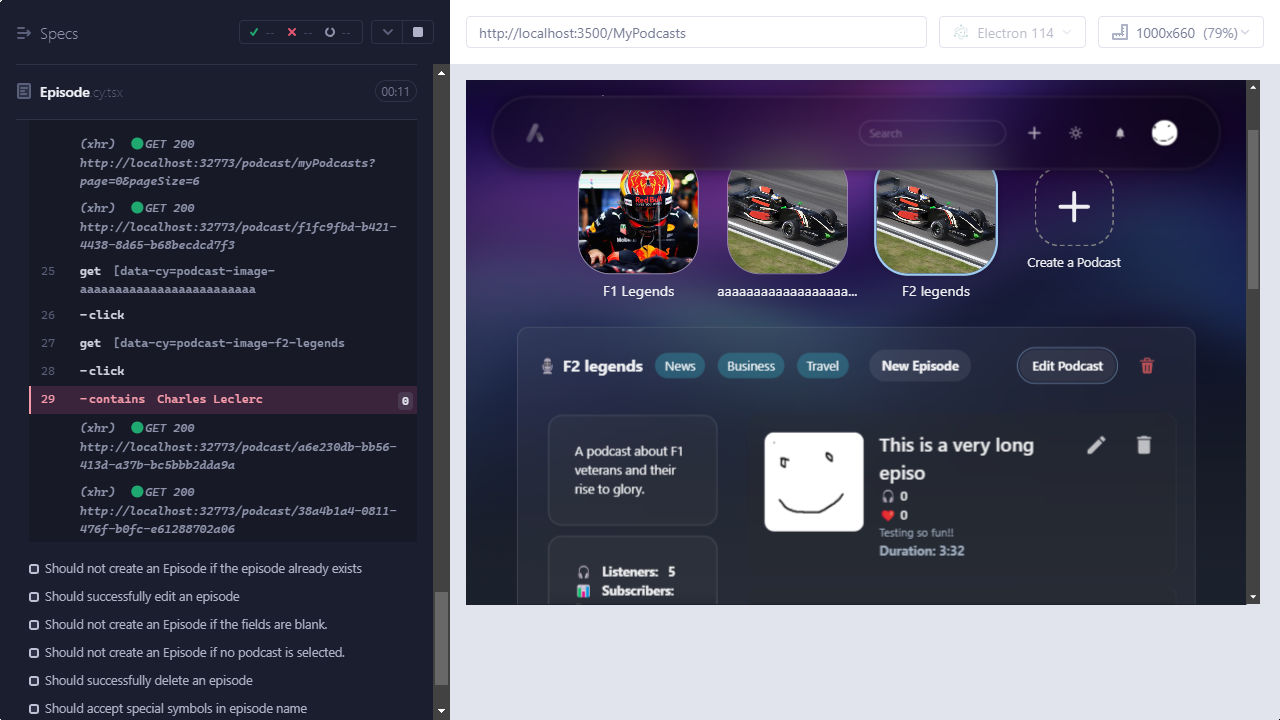 Specs
-- -- --
Episode.cy.tsx 00:11
(xhr) GET 200
http://localhost:32773/podcast/myPodcasts?
page=0&pageSize=6
(xhr) GET 200
http://localhost:32773/podcast/f1fc9fbd-b421-
4438-8d65-b68becdcd7f3
25 get [data-cy=podcast-image-
aaaaaaaaaaaaaaaaaaaaaaaaa
26 -click
27 get [data-cy=podcast-image-f2-legends
28 -click
29 -contains Charles Leclerc 0
(xhr) GET 200
http://localhost:32773/podcast/a6e230db-bb56-
413d-a37b-bc5bbb2dda9a
(xhr) GET 200
http://localhost:32773/podcast/38a4b1a4-0811-
476f-b0fc-e61288702a06
Should not create an Episode if the episode already exists
Should successfully edit an episode
Should not create an Episode if the fields are blank.
Should not create an Episode if no podcast is selected.
Should successfully delete an episode
Should accept special symbols in episode name
http://localhost:3500/MyPodcasts
Electron 114
1000x660 (79%)
Search
F1 Legends
aaaaaaaaaaaaaaaaaa...
F2 legends
Create a Podcast
F2 legends News Business Travel New Episode Edit Podcast
A podcast about F1
veterans and their
rise to glory.
Listeners: 5
Subscribers:
This is a very long
episo
0
0
Testing so fun!!
Duration: 3:32